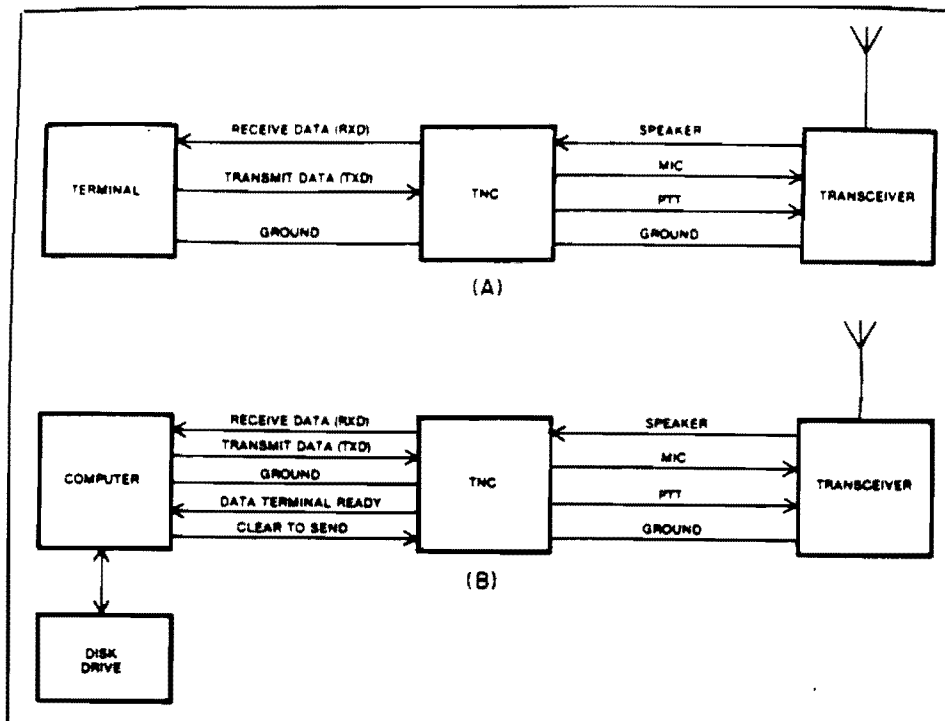 RECEIVE DATA (RXD)
SPEAKER
MIC
TERMINAL
TRANSMIT DATA (TXD)
TNC
TRANSCEIVER
PTT
GROUND
GROUND
(A)
RECEIVE DATA (RXD)
SPEAKER
TRANSMIT DATA (TXD)
MIC
COMPUTER
GROUND
TNC
TRANSCEIVER
DATA TERMINAL READY
PTT
CLEAR TO SEND
GROUND
(B)
DISK
DRIVE